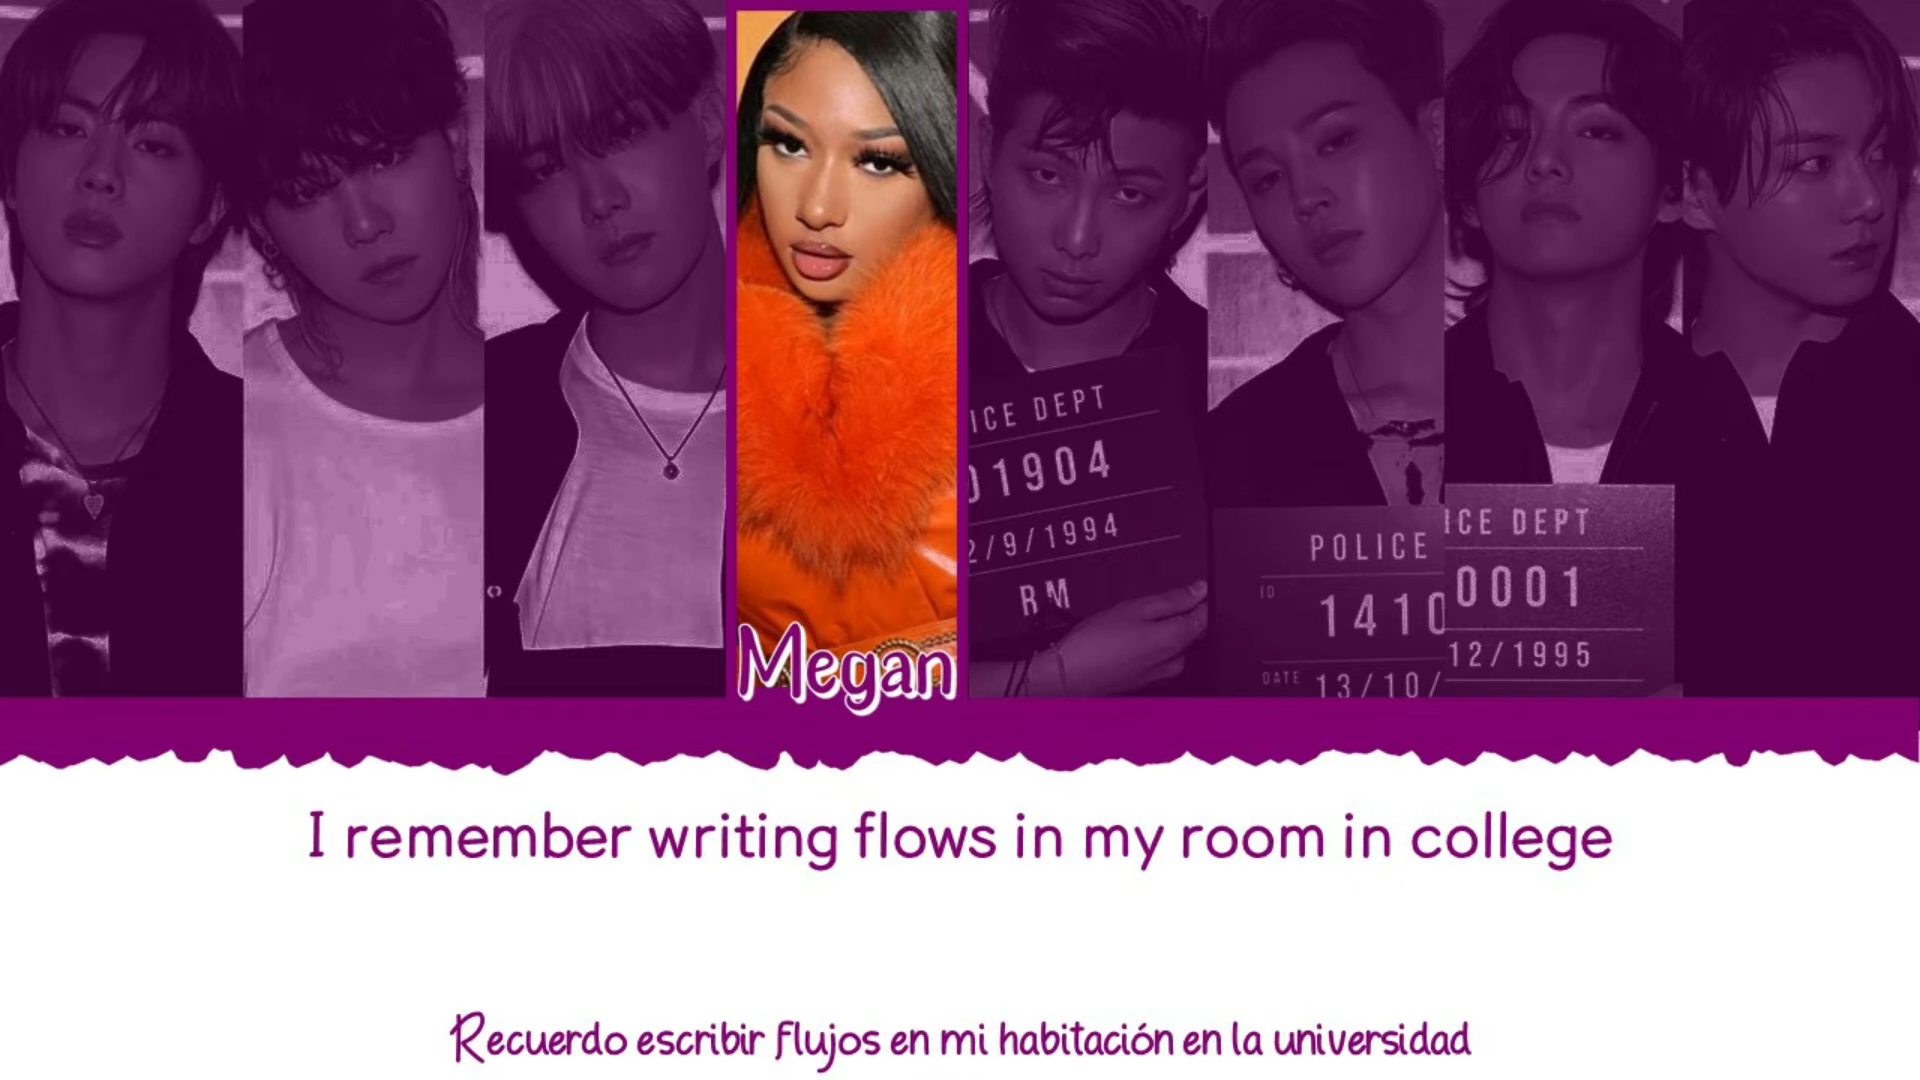 ICE DEPT
01904
2/9/1994
RM
POLICE
ID
1410
DATE
13/10/
ICE DEPT
0001
12/1995
Megan
I remember writing flows in my room in college
Recuerdo escribir flujos en mi habitación en la universidad